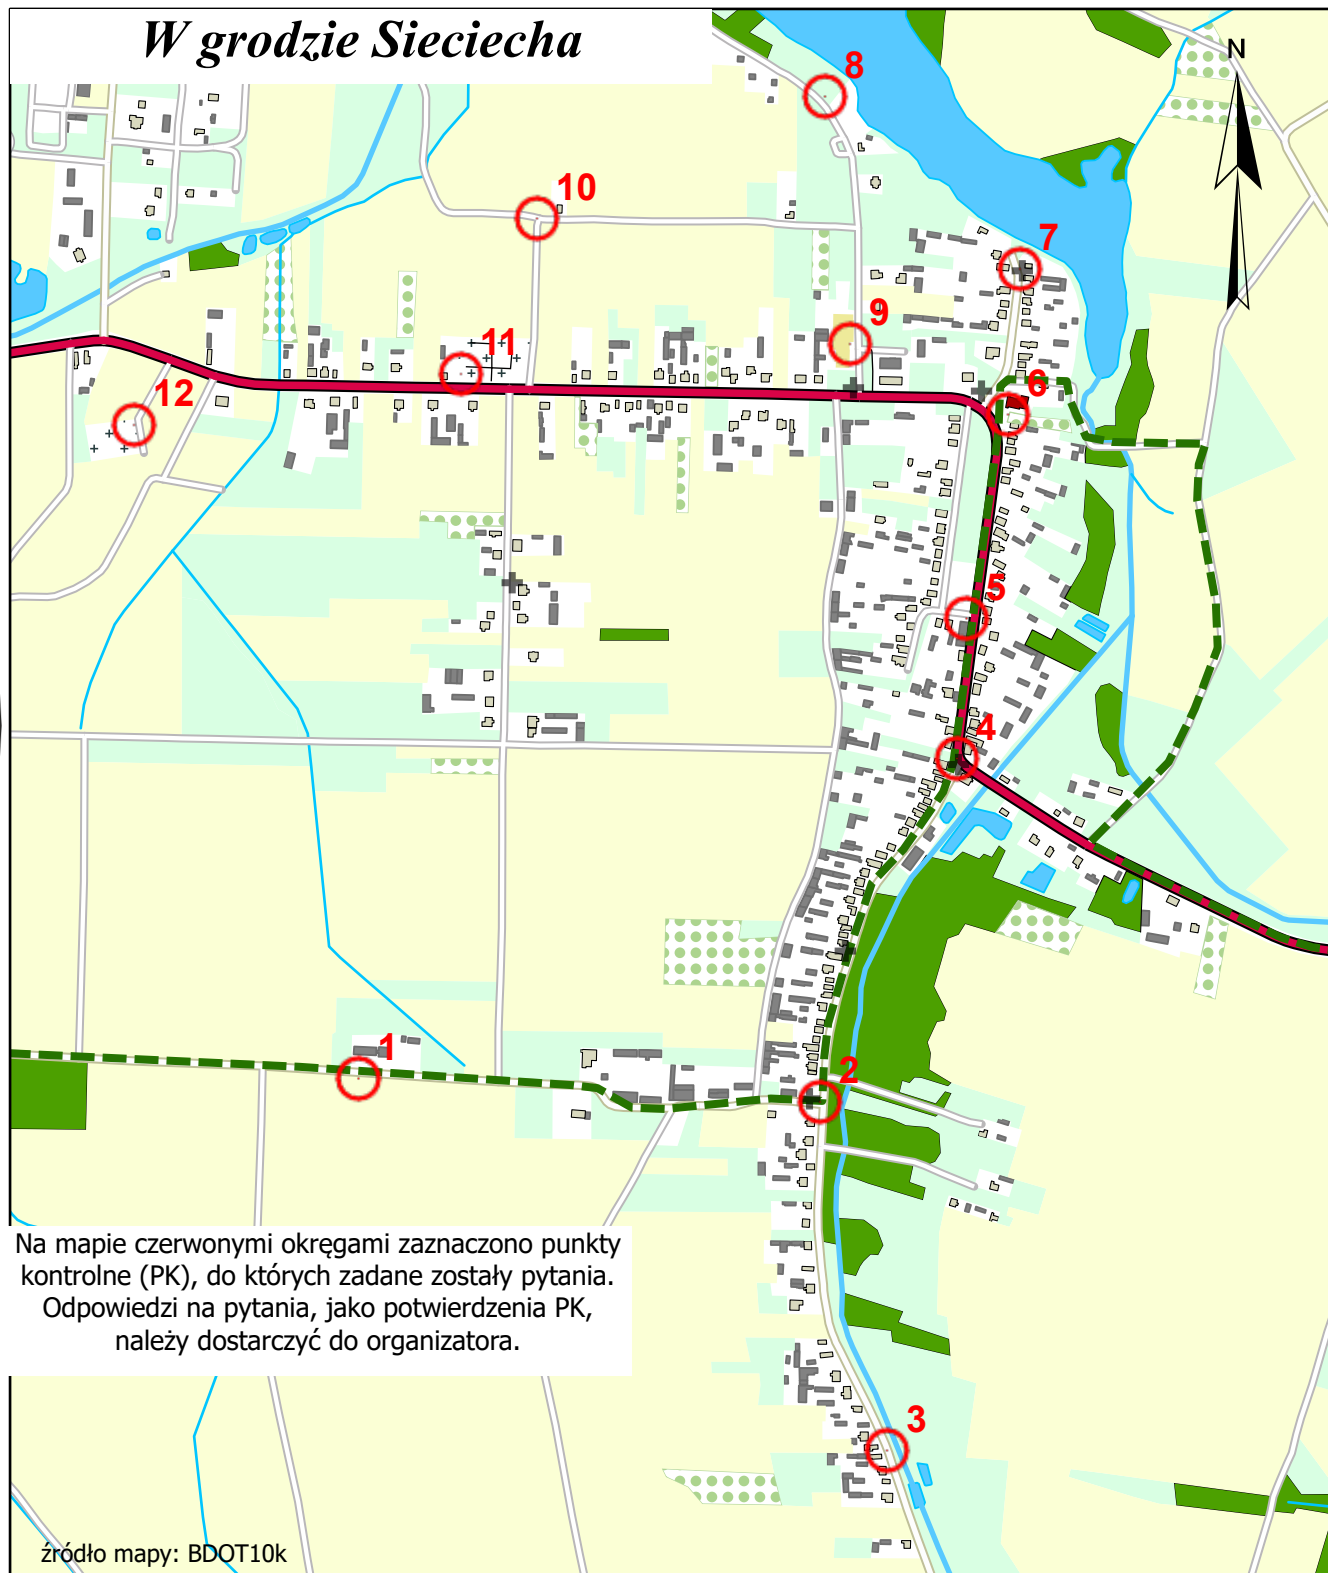 W grodzie Sieciecha
N
8
10
7
9
11
6
12
5
4
1
2
Na mapie czerwonymi okręgami zaznaczono punkty
kontrolne (PK), do których zadane zostały pytania.
Odpowiedzi na pytania, jako potwierdzenia PK,
należy dostarczyć do organizatora.
3
źródło mapy: BDOT10k